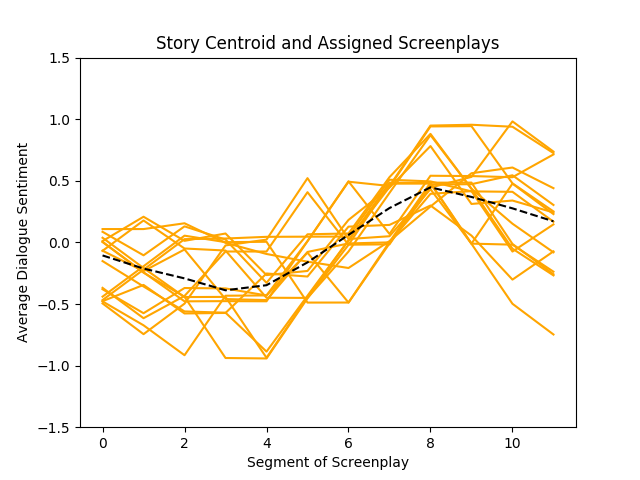 Story Centroid and Assigned Screenplays
Average Dialogue Sentiment
1.5
1.0
0.5
0.0
−0.5
−1.0
−1.5
0 2 4 6 8 10
Segment of Screenplay